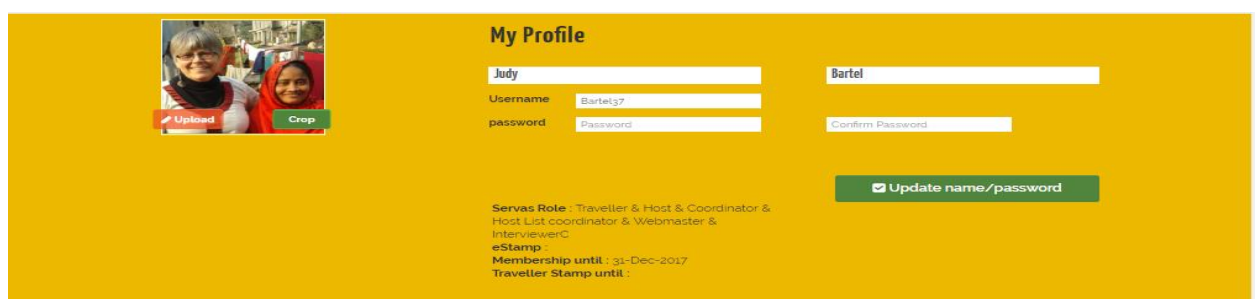 My Profile
Judy
Bartel
Username
Bartel37
password
Password
Confirm Password
Upload
Crop
Update name/password
Servas Role : Traveller & Host & Coordinator &
Host List coordinator & Webmaster &
InterviewerC
eStamp :
Membership until : 31-Dec-2017
Traveller Stamp until :